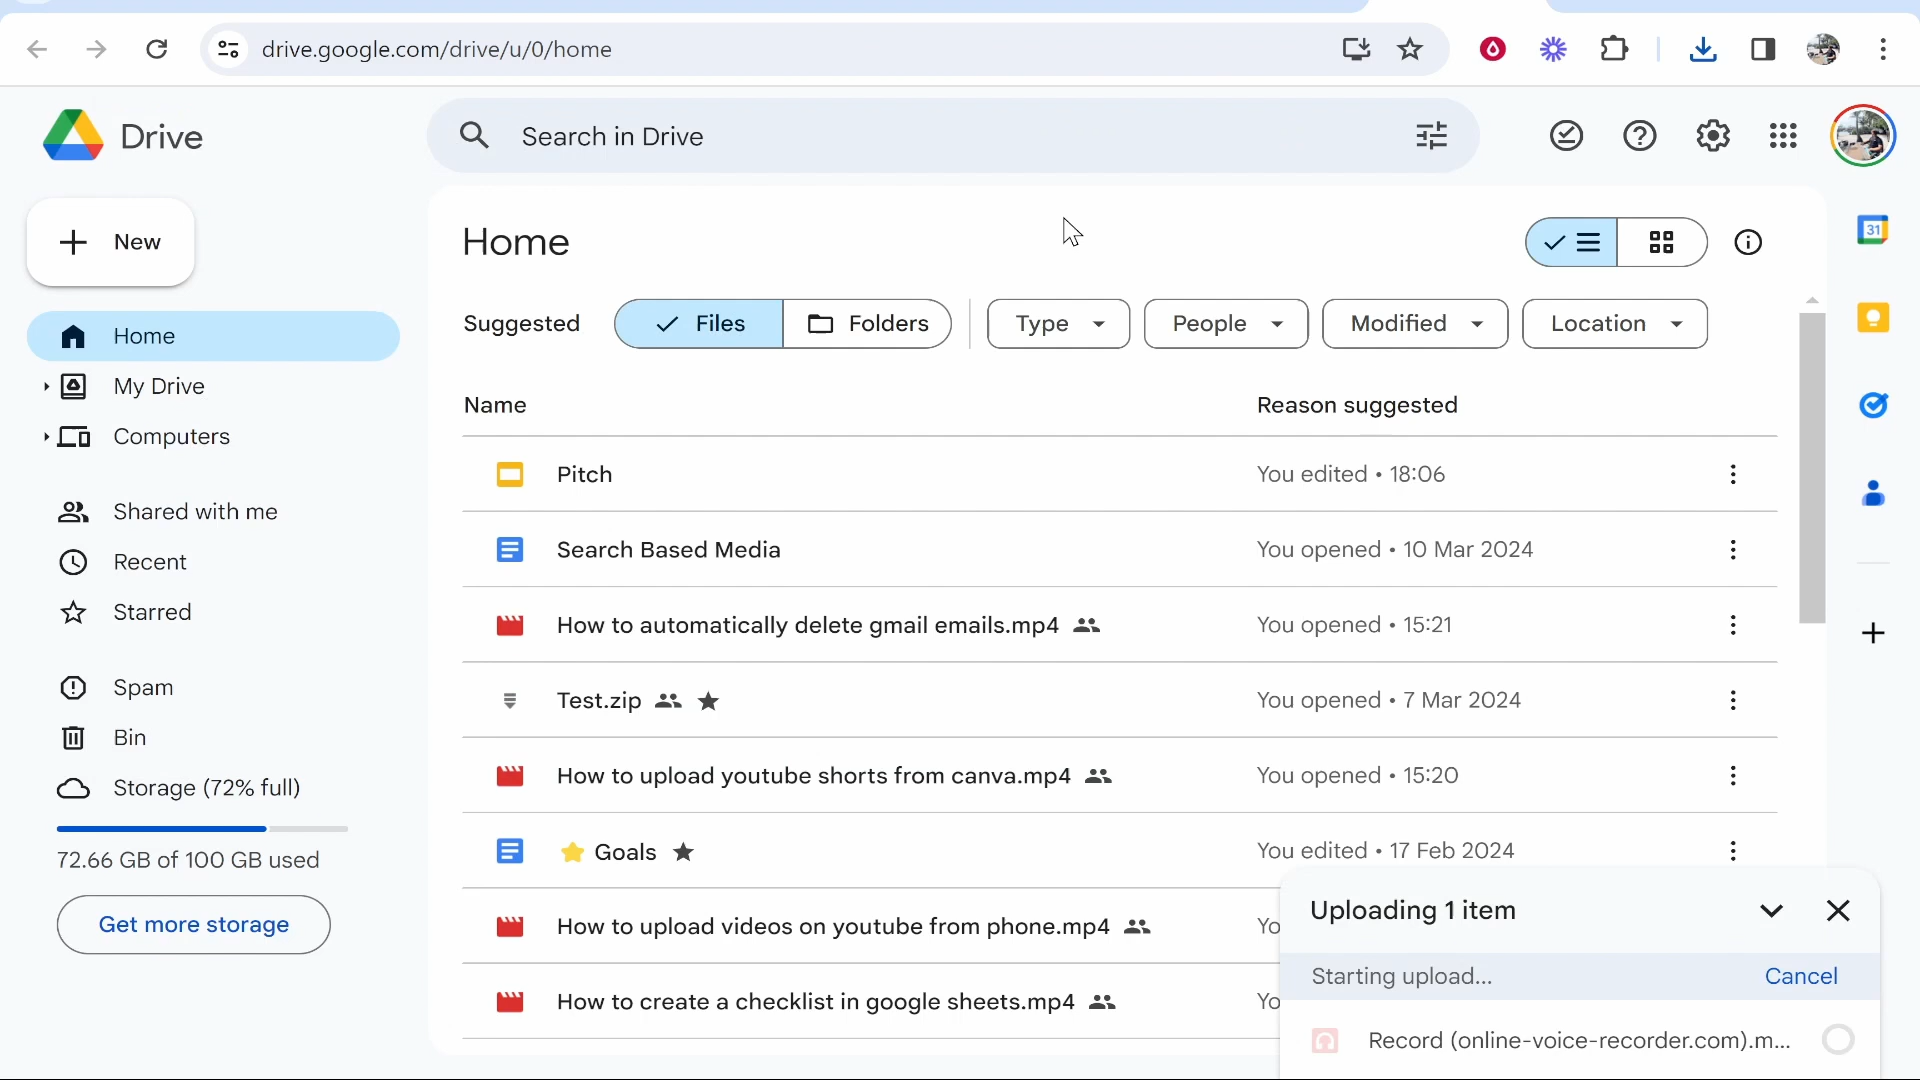 drive.google.com/drive/u/0/home
Drive
Search in Drive
New
Home
My Drive
Computers
Shared with me
Recent
Starred
Spam
Bin
Storage (72% full)
72.66 GB of 100 GB used
Get more storage
Home
Suggested
Files
Folders
Type
People
Modified
Location
Name Reason suggested
Pitch You edited • 18:06
Search Based Media You opened • 10 Mar 2024
How to automatically delete gmail emails.mp4 You opened • 15:21
Test.zip You opened • 7 Mar 2024
How to upload youtube shorts from canva.mp4 You opened • 15:20
⭐ Goals You edited • 17 Feb 2024
How to upload videos on youtube from phone.mp4 Yo
How to create a checklist in google sheets.mp4 Yo
Uploading 1 item
Starting upload... Cancel
Record (online-voice-recorder.com).m...
31